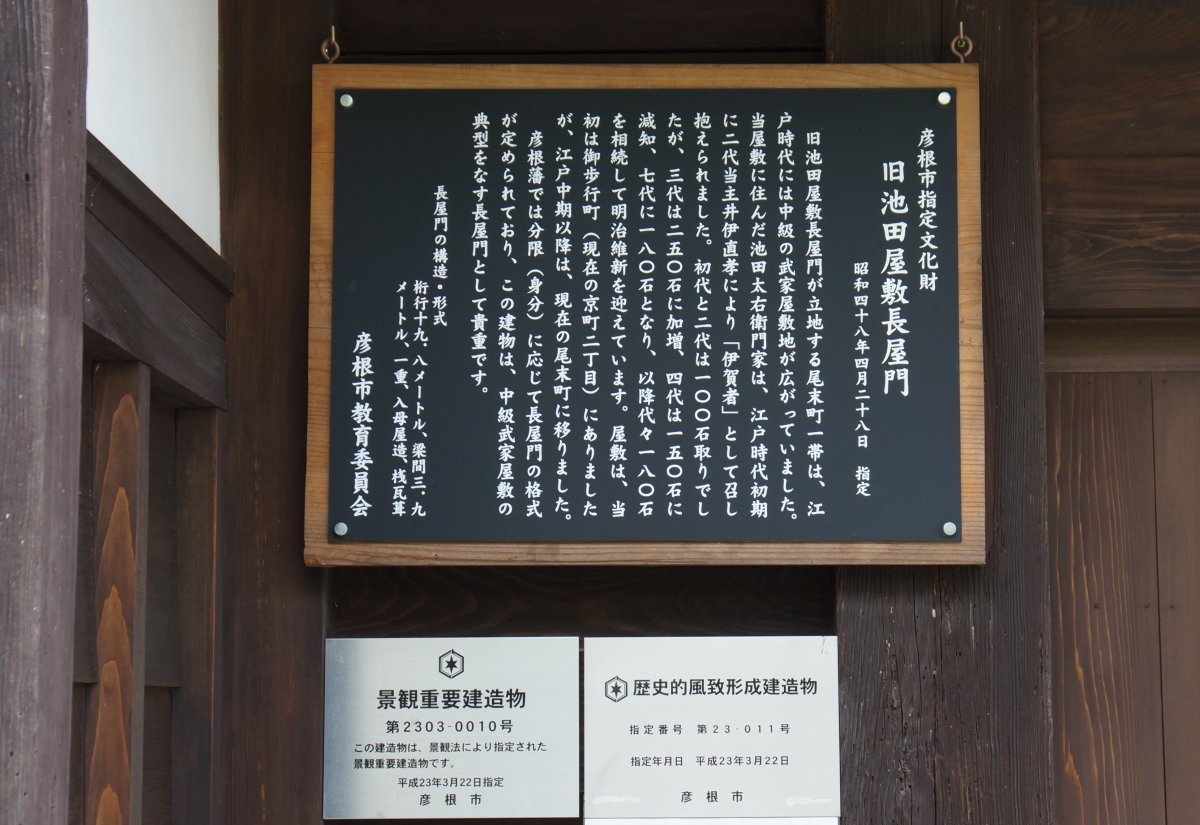 彦根市指定文化財
旧池田屋敷長屋門
昭和四十八年四月二十八日　指定
旧池田屋敷長屋門が立地する尾末町一帯は、江
戸時代には中級の武家屋敷地が広がっていました。
当屋敷に住んだ池田太右衛門家は、江戸時代初期
に二代当主井伊直孝により「伊賀者」として召し
抱えられました。初代と二代は一〇〇石取りでし
たが、三代は二五〇石に加増、四代は一五〇石に
減知、七代に一八〇石となり、以降代々一八〇石
を相続して明治維新を迎えています。屋敷は、当
初は御歩行町（現在の京町二丁目）にありました
が、江戸中期以降は、現在の尾末町に移りました。
彦根藩では分限（身分）に応じて長屋門の格式
が定められており、この建物は、中級武家屋敷の
典型をなす長屋門として貴重です。
長屋門の構造・形式
桁行十九．八メートル、梁間三．九
メートル、一重、入母屋造、桟瓦葺
彦根市教育委員会
景観重要建造物
第2303-0010号
この建造物は、景観法により指定された
景観重要建造物です。
平成23年3月22日指定
彦根市
歴史的風致形成建造物
指定番号　第23-011号
指定年月日　平成23年3月22日
彦根市